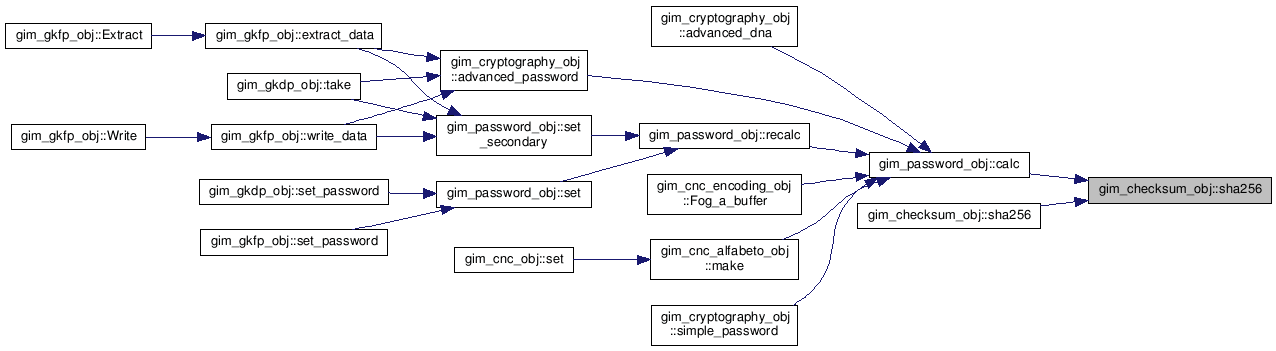 gim_gkfp_obj::Extract
gim_gkfp_obj::extract_data
gim_cryptography_obj
::advanced_dna
gim_cryptography_obj
::advanced_password
gim_gkdp_obj::take
gim_gkfp_obj::Write
gim_gkfp_obj::write_data
gim_password_obj::set
_secondary
gim_password_obj::recalc
gim_password_obj::calc
gim_checksum_obj::sha256
gim_gkdp_obj::set_password
gim_password_obj::set
gim_cnc_encoding_obj
::Fog_a_buffer
gim_checksum_obj::sha256
gim_gkfp_obj::set_password
gim_cnc_obj::set
gim_cnc_alfabeto_obj
::make
gim_cryptography_obj
::simple_password